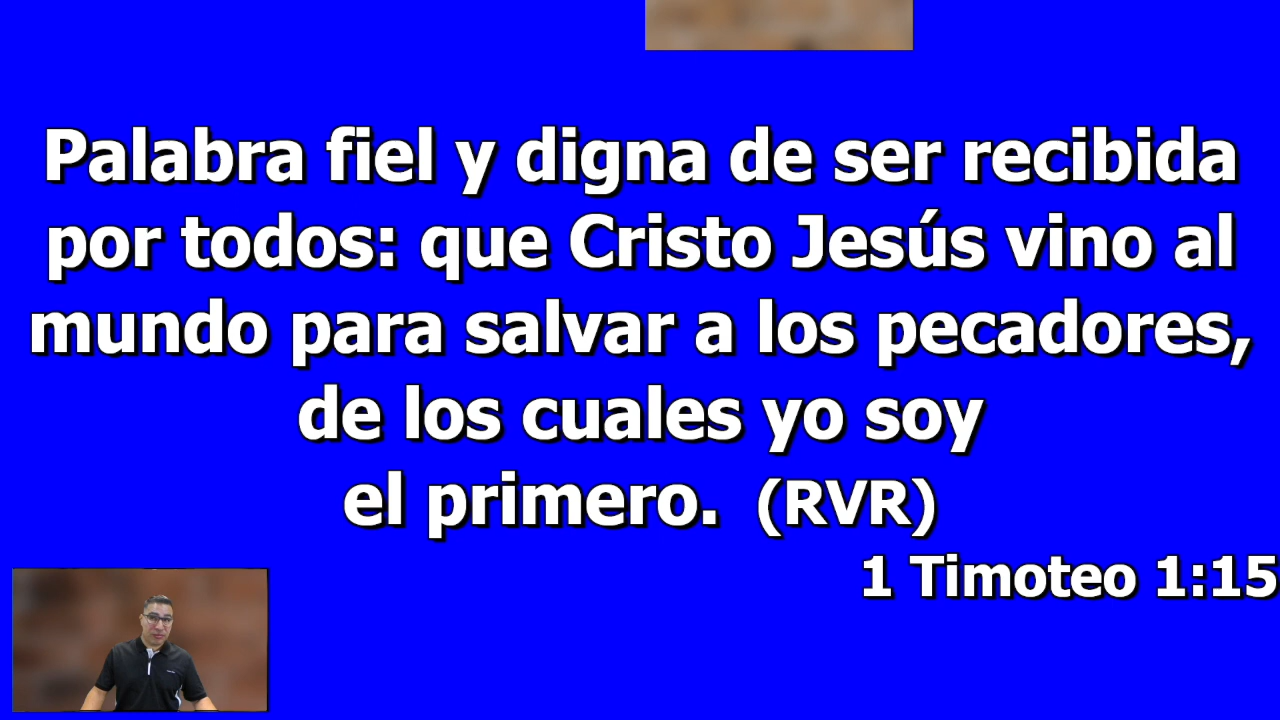 Palabra fiel y digna de ser recibida
por todos: que Cristo Jesús vino al
mundo para salvar a los pecadores,
de los cuales yo soy
el primero. (RVR)
1 Timoteo 1:15